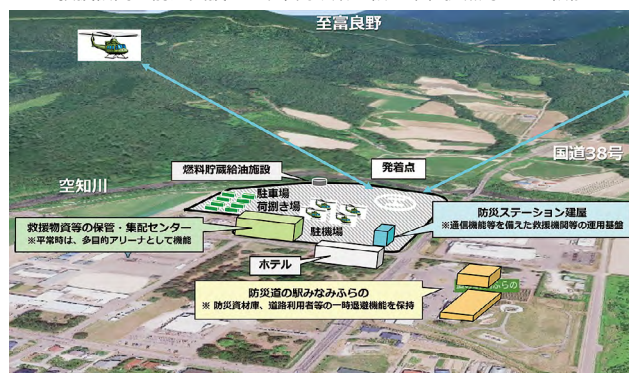 至富良野
国道38号
燃料貯蔵給油施設
発着点
空知川
駐車場
荷捌き場
救援物資等の保管・集配センター
※平常時は、多目的アリーナとして機能
駐機場
防災ステーション建屋
※通信機能等を備えた救援機関等の運用基盤
ホテル
防災道の駅みなみふらの
※ 防災資材庫、道路利用者等の一時退避機能を保持